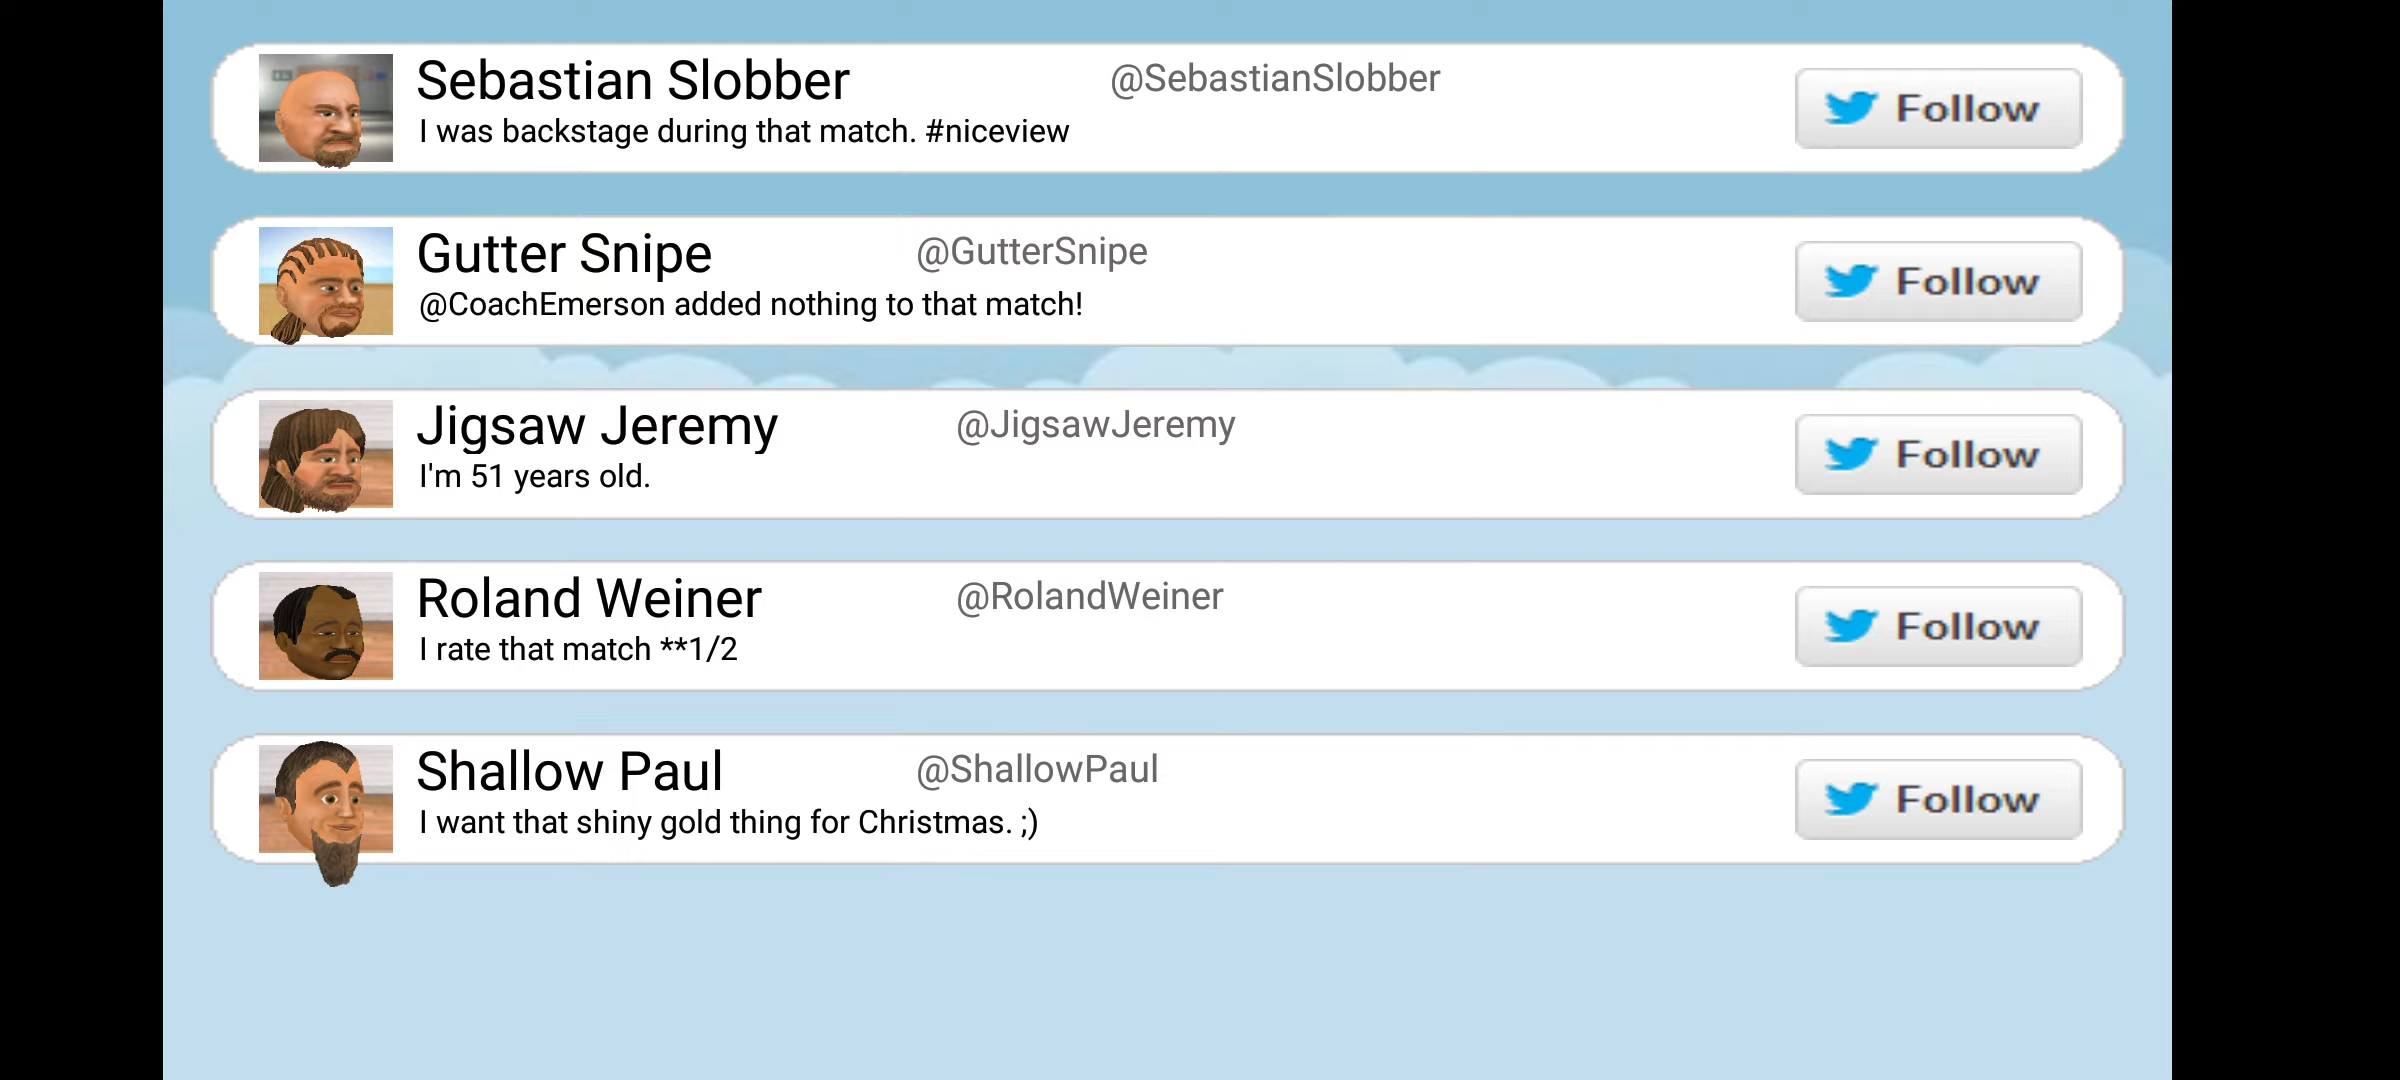 Sebastian Slobber @SebastianSlobber
I was backstage during that match. #niceview
Follow
Gutter Snipe @GutterSnipe
@CoachEmerson added nothing to that match!
Follow
Jigsaw Jeremy @JigsawJeremy
I'm 51 years old.
Follow
Roland Weiner @RolandWeiner
I rate that match **1/2
Follow
Shallow Paul @ShallowPaul
I want that shiny gold thing for Christmas. ;)
Follow